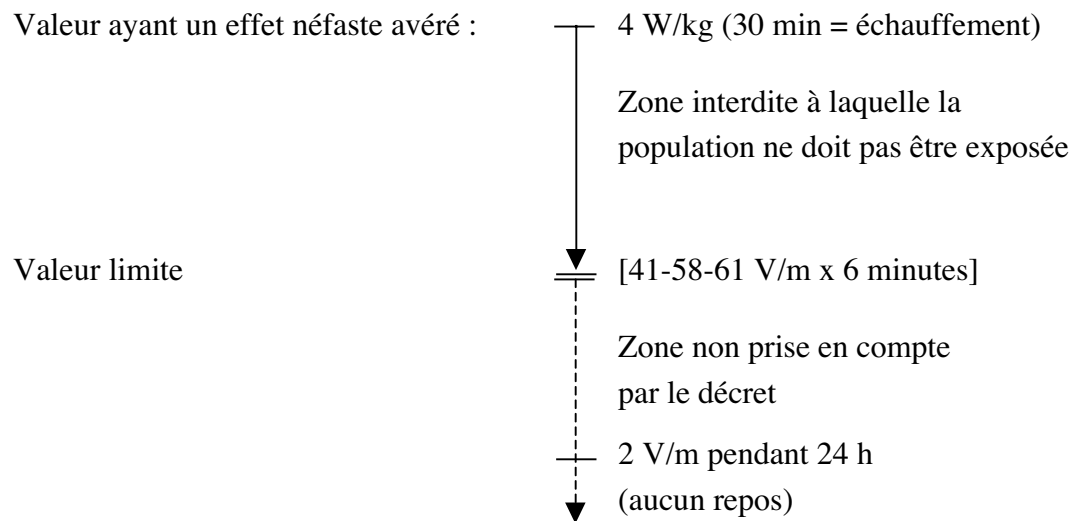 Valeur ayant un effet néfaste avéré : 4 W/kg (30 min = échauffement)
Zone interdite à laquelle la
population ne doit pas être exposée
Valeur limite [41-58-61 V/m x 6 minutes]
Zone non prise en compte
par le décret
2 V/m pendant 24 h
(aucun repos)